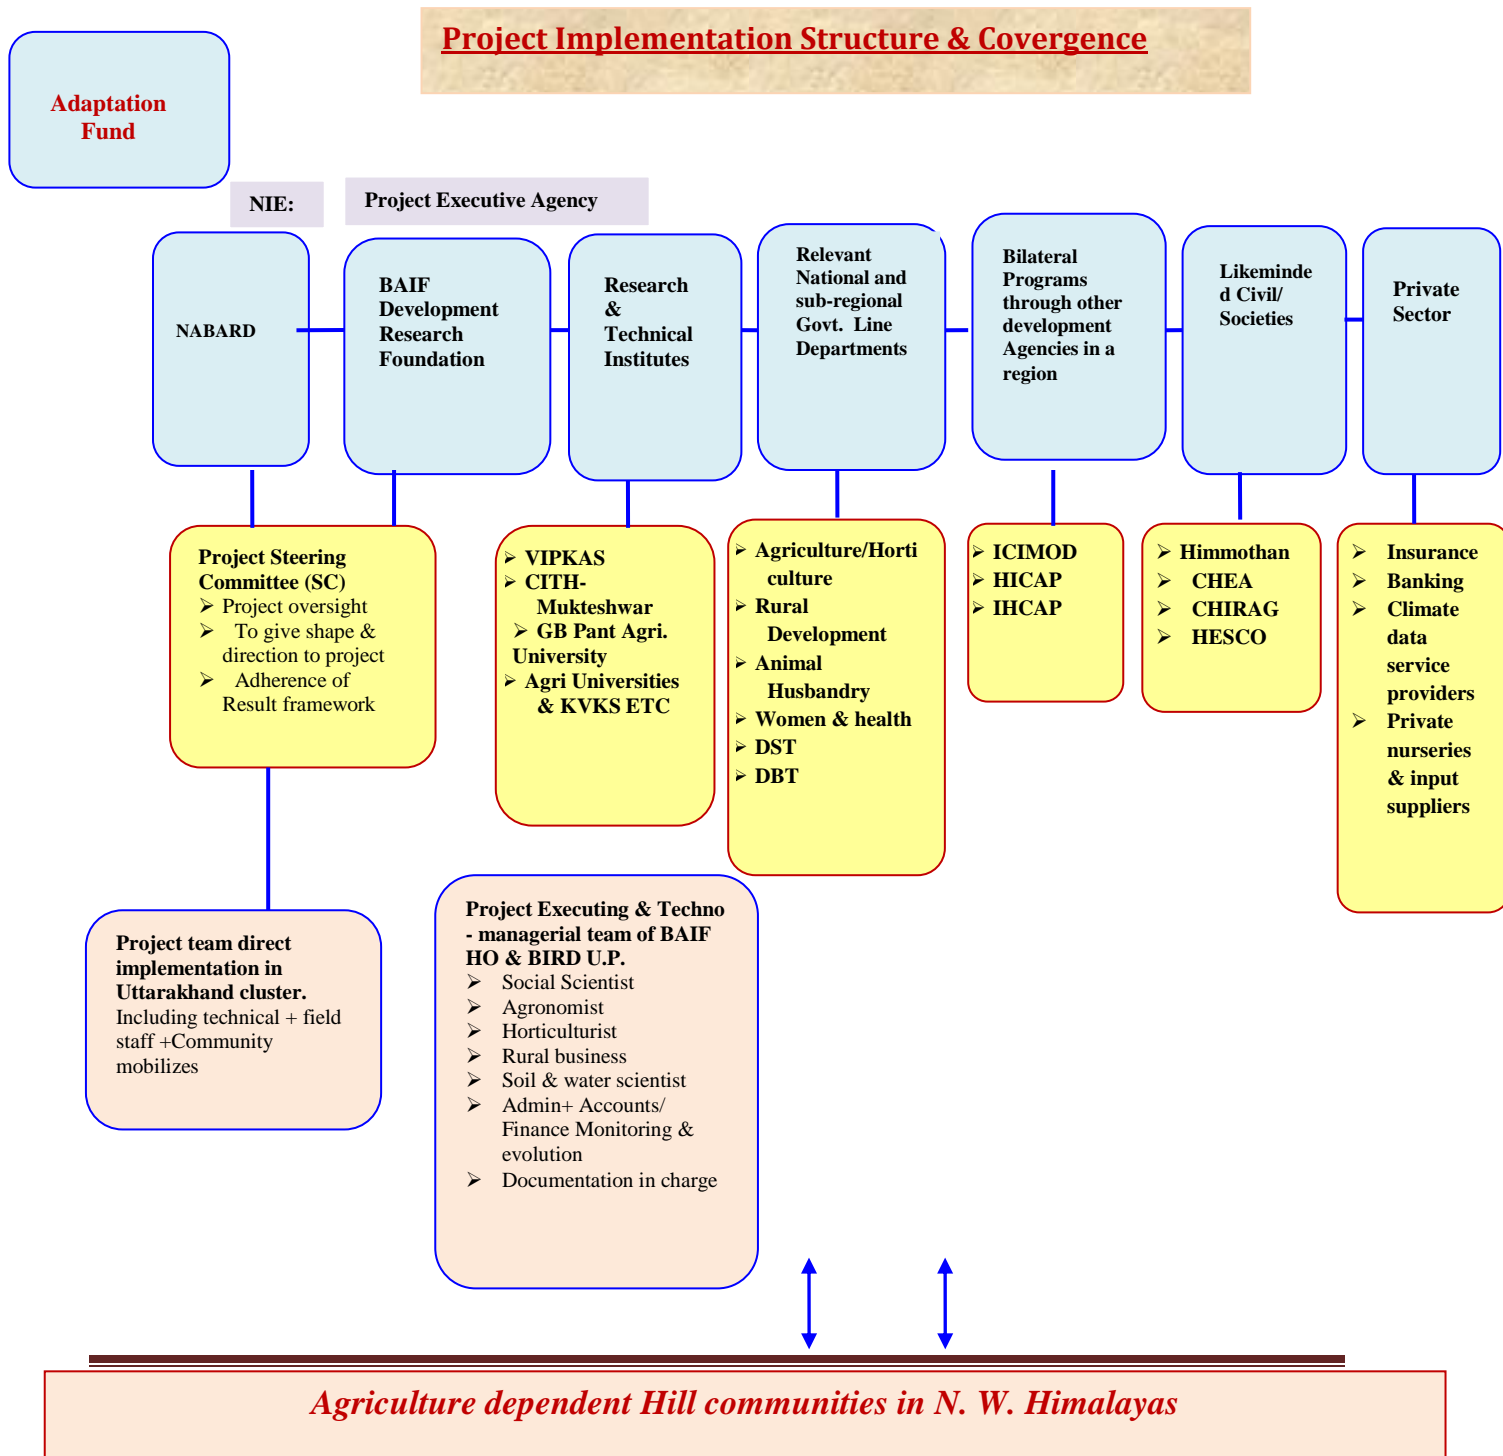 Project Implementation Structure & Covergence
Adaptation
Fund
NIE:
Project Executive Agency
NABARD
BAIF
Development
Research
Foundation
Research
&
Technical
Institutes
Relevant
National and
sub-regional
Govt. Line
Departments
Bilateral
Programs
through other
development
Agencies in a
region
Likeminde
d Civil/
Societies
Private
Sector
Project Steering
Committee (SC)
➢ Project oversight
➢ To give shape &
direction to project
➢ Adherence of
Result framework
➢ VIPKAS
➢ CITH-
Mukteshwar
➢ GB Pant Agri.
University
➢ Agri Universities
& KVKS ETC
➢ Agriculture/Horti
culture
➢ Rural
Development
➢ Animal
Husbandry
➢ Women & health
➢ DST
➢ DBT
➢ ICIMOD
➢ HICAP
➢ IHCAP
➢ Himmothan
➢ CHEA
➢ CHIRAG
➢ HESCO
➢ Insurance
➢ Banking
➢ Climate
data
service
providers
➢ Private
nurseries
& input
suppliers
Project team direct
implementation in
Uttarakhand cluster.
Including technical + field
staff +Community
mobilizes
Project Executing & Techno
- managerial team of BAIF
HO & BIRD U.P.
➢ Social Scientist
➢ Agronomist
➢ Horticulturist
➢ Rural business
➢ Soil & water scientist
➢ Admin+ Accounts/
Finance Monitoring &
evolution
➢ Documentation in charge
Agriculture dependent Hill communities in N. W. Himalayas